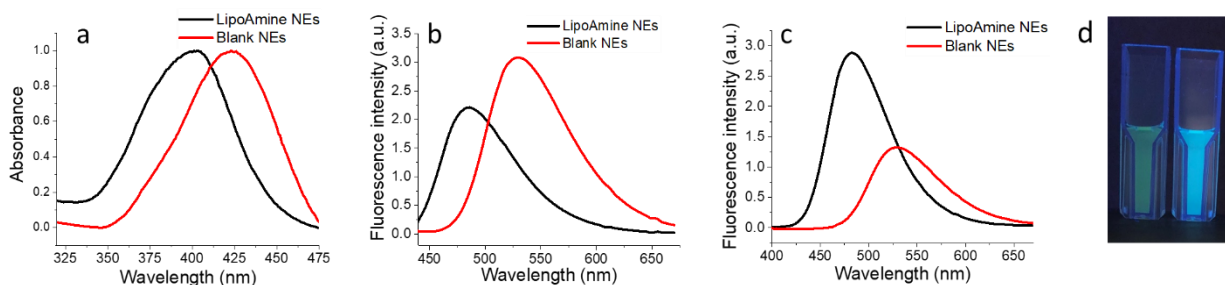 a
LipoAmine NEs
Blank NEs
Absorbance
1.0
0.8
0.6
0.4
0.2
0.0
325 350 375 400 425 450 475
Wavelength (nm)
b
LipoAmine NEs
Blank NEs
Fluorescence intensity (a.u.)
3.5
3.0
2.5
2.0
1.5
1.0
0.5
0.0
450 500 550 600 650
Wavelength (nm)
c
LipoAmine NEs
Blank NEs
Fluorescence intensity (a.u.)
3.0
2.5
2.0
1.5
1.0
0.5
0.0
400 450 500 550 600 650
Wavelength (nm)
d